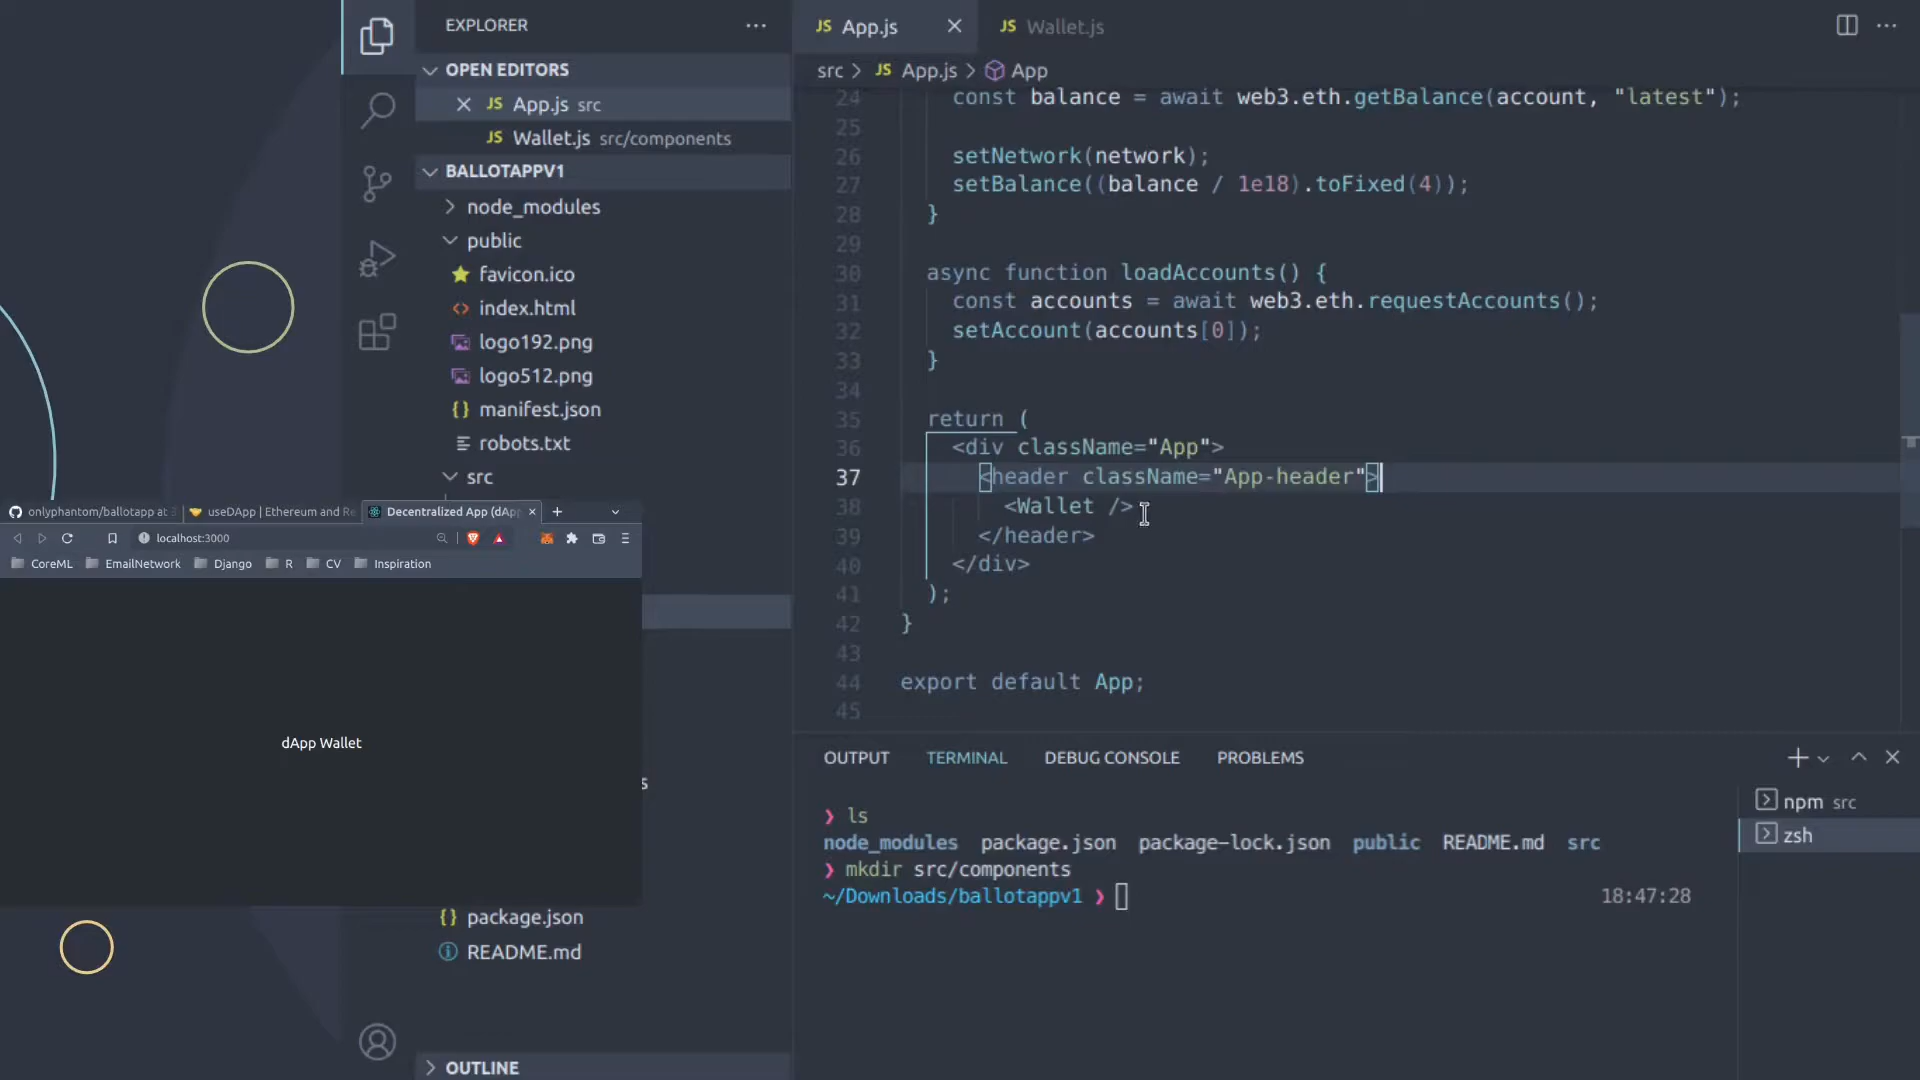 EXPLORER
OPEN EDITORS
App.js src
Wallet.js src/components
BALLOTAPPV1
node_modules
public
favicon.ico
index.html
logo192.png
logo512.png
manifest.json
robots.txt
src
package.json
README.md
OUTLINE
onlyphantom/ballotapp at
useDApp | Ethereum and Re
Decentralized App (dApp
localhost:3000
CoreML EmailNetwork Django R CV Inspiration
dApp Wallet
JS App.js
JS Wallet.js
src > JS App.js > App
24 const balance = await web3.eth.getBalance(account, "latest");
25
26 setNetwork(network);
27 setBalance((balance / 1e18).toFixed(4));
28 }
29
30 async function loadAccounts() {
31 const accounts = await web3.eth.requestAccounts();
32 setAccount(accounts[0]);
33 }
34
35 return (
36 <div className="App">
37 <header className="App-header">
38 <Wallet />
39 </header>
40 </div>
41 );
42 }
43
44 export default App;
45
OUTPUT TERMINAL DEBUG CONSOLE PROBLEMS
❯ ls
node_modules package.json package-lock.json public README.md src
❯ mkdir src/components
~/Downloads/ballotappv1 ❯ 18:47:28
npm src
zsh